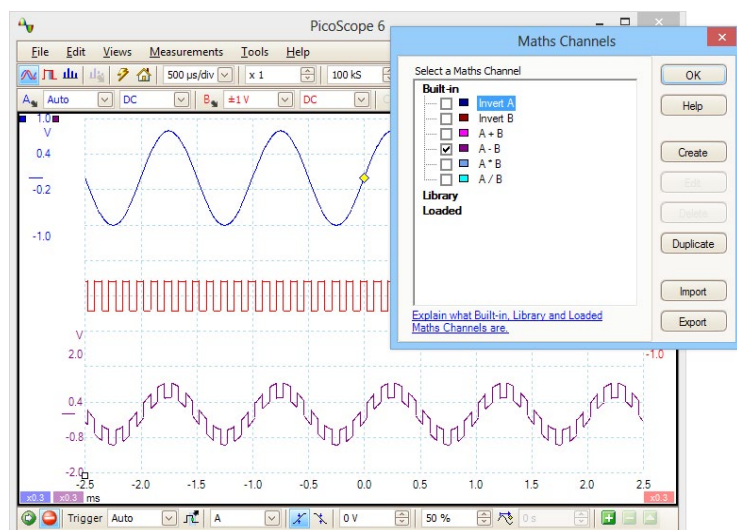 PicoScope 6
File Edit Views Measurements Tools Help
500 µs/div x 1 100 kS
A Auto DC B ±1 V DC
1.0
V
0.4
-0.2
-1.0
V
2.0
0.4
-0.8
-2.0
-1.0
-2.5 -2.0 -1.5 -1.0 -0.5 0.0 0.5 1.0 1.5 2.0 2.5
x0.3 x0.3 ms x0.3
Trigger Auto A 0 V 50 % 0 s
Maths Channels
Select a Maths Channel
Built-in
Invert A
Invert B
A + B
A - B
A * B
A / B
Library
Loaded
Explain what Built-in, Library and Loaded
Maths Channels are.
OK
Help
Create
Edit
Delete
Duplicate
Import
Export